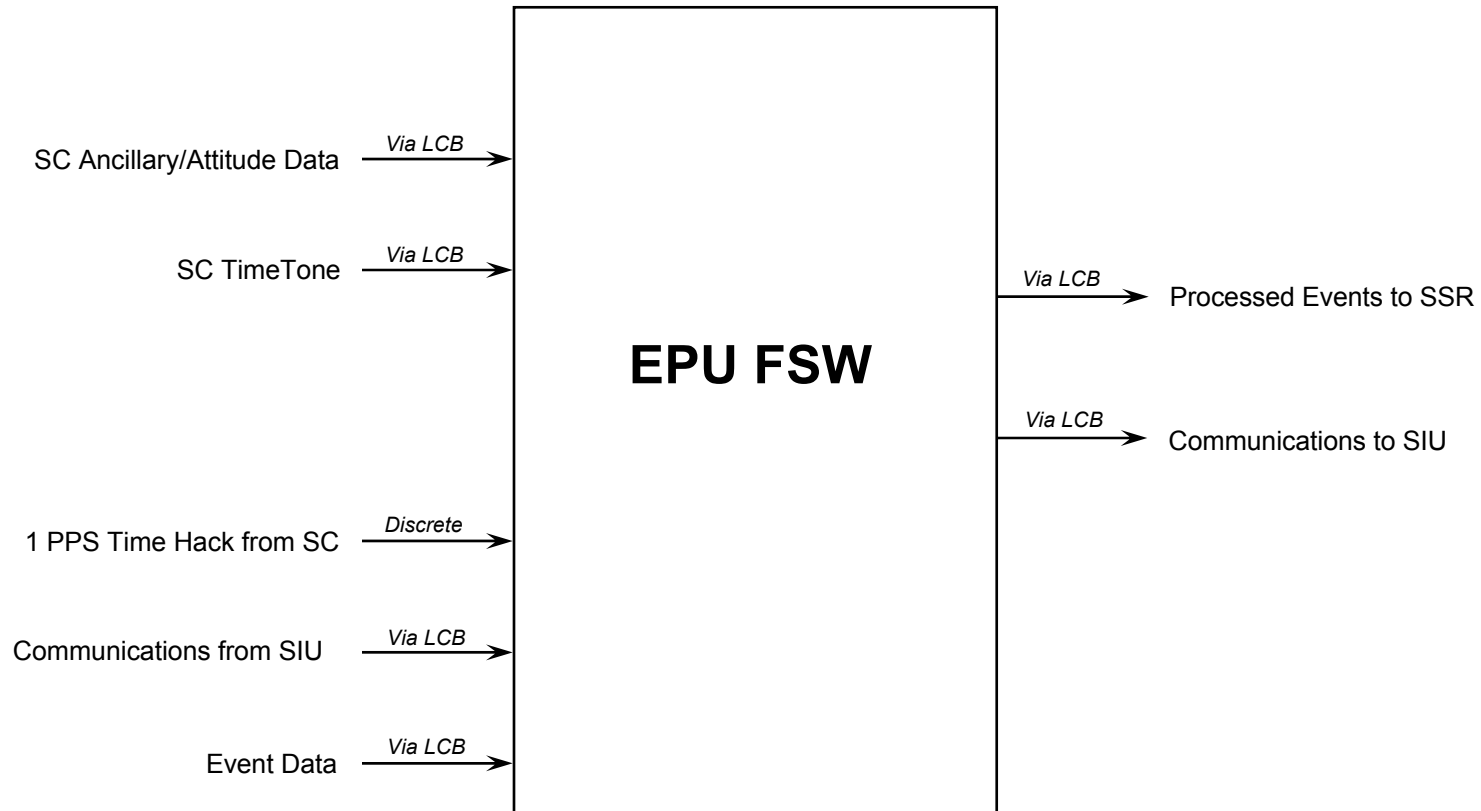 SC Ancillary/Attitude Data
Via LCB
SC TimeTone
Via LCB
1 PPS Time Hack from SC
Discrete
Communications from SIU
Via LCB
Event Data
Via LCB
EPU FSW
Via LCB
Processed Events to SSR
Via LCB
Communications to SIU